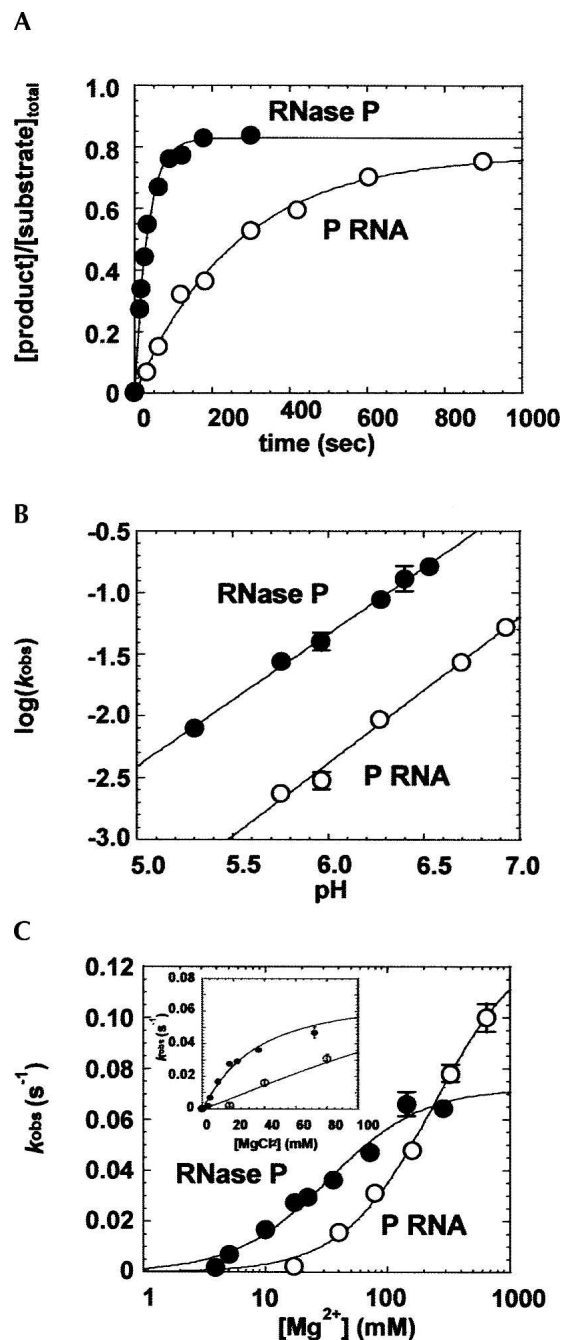 A
[product]/[substrate]total
1.0
0.8
0.6
0.4
0.2
0
RNase P
P RNA
0 200 400 600 800 1000
time (sec)
B
log(kobs)
-0.5
-1.0
-1.5
-2.0
-2.5
-3.0
RNase P
P RNA
5.0 5.5 6.0 6.5 7.0
pH
C
kobs (s-1)
0.12
0.10
0.08
0.06
0.04
0.02
0
kobs (s-1)
0.08
0.06
0.04
0.02
0
0 20 40 60 80 100
[MgCl2] (mM)
RNase P
P RNA
1 10 100 1000
[Mg2+] (mM)